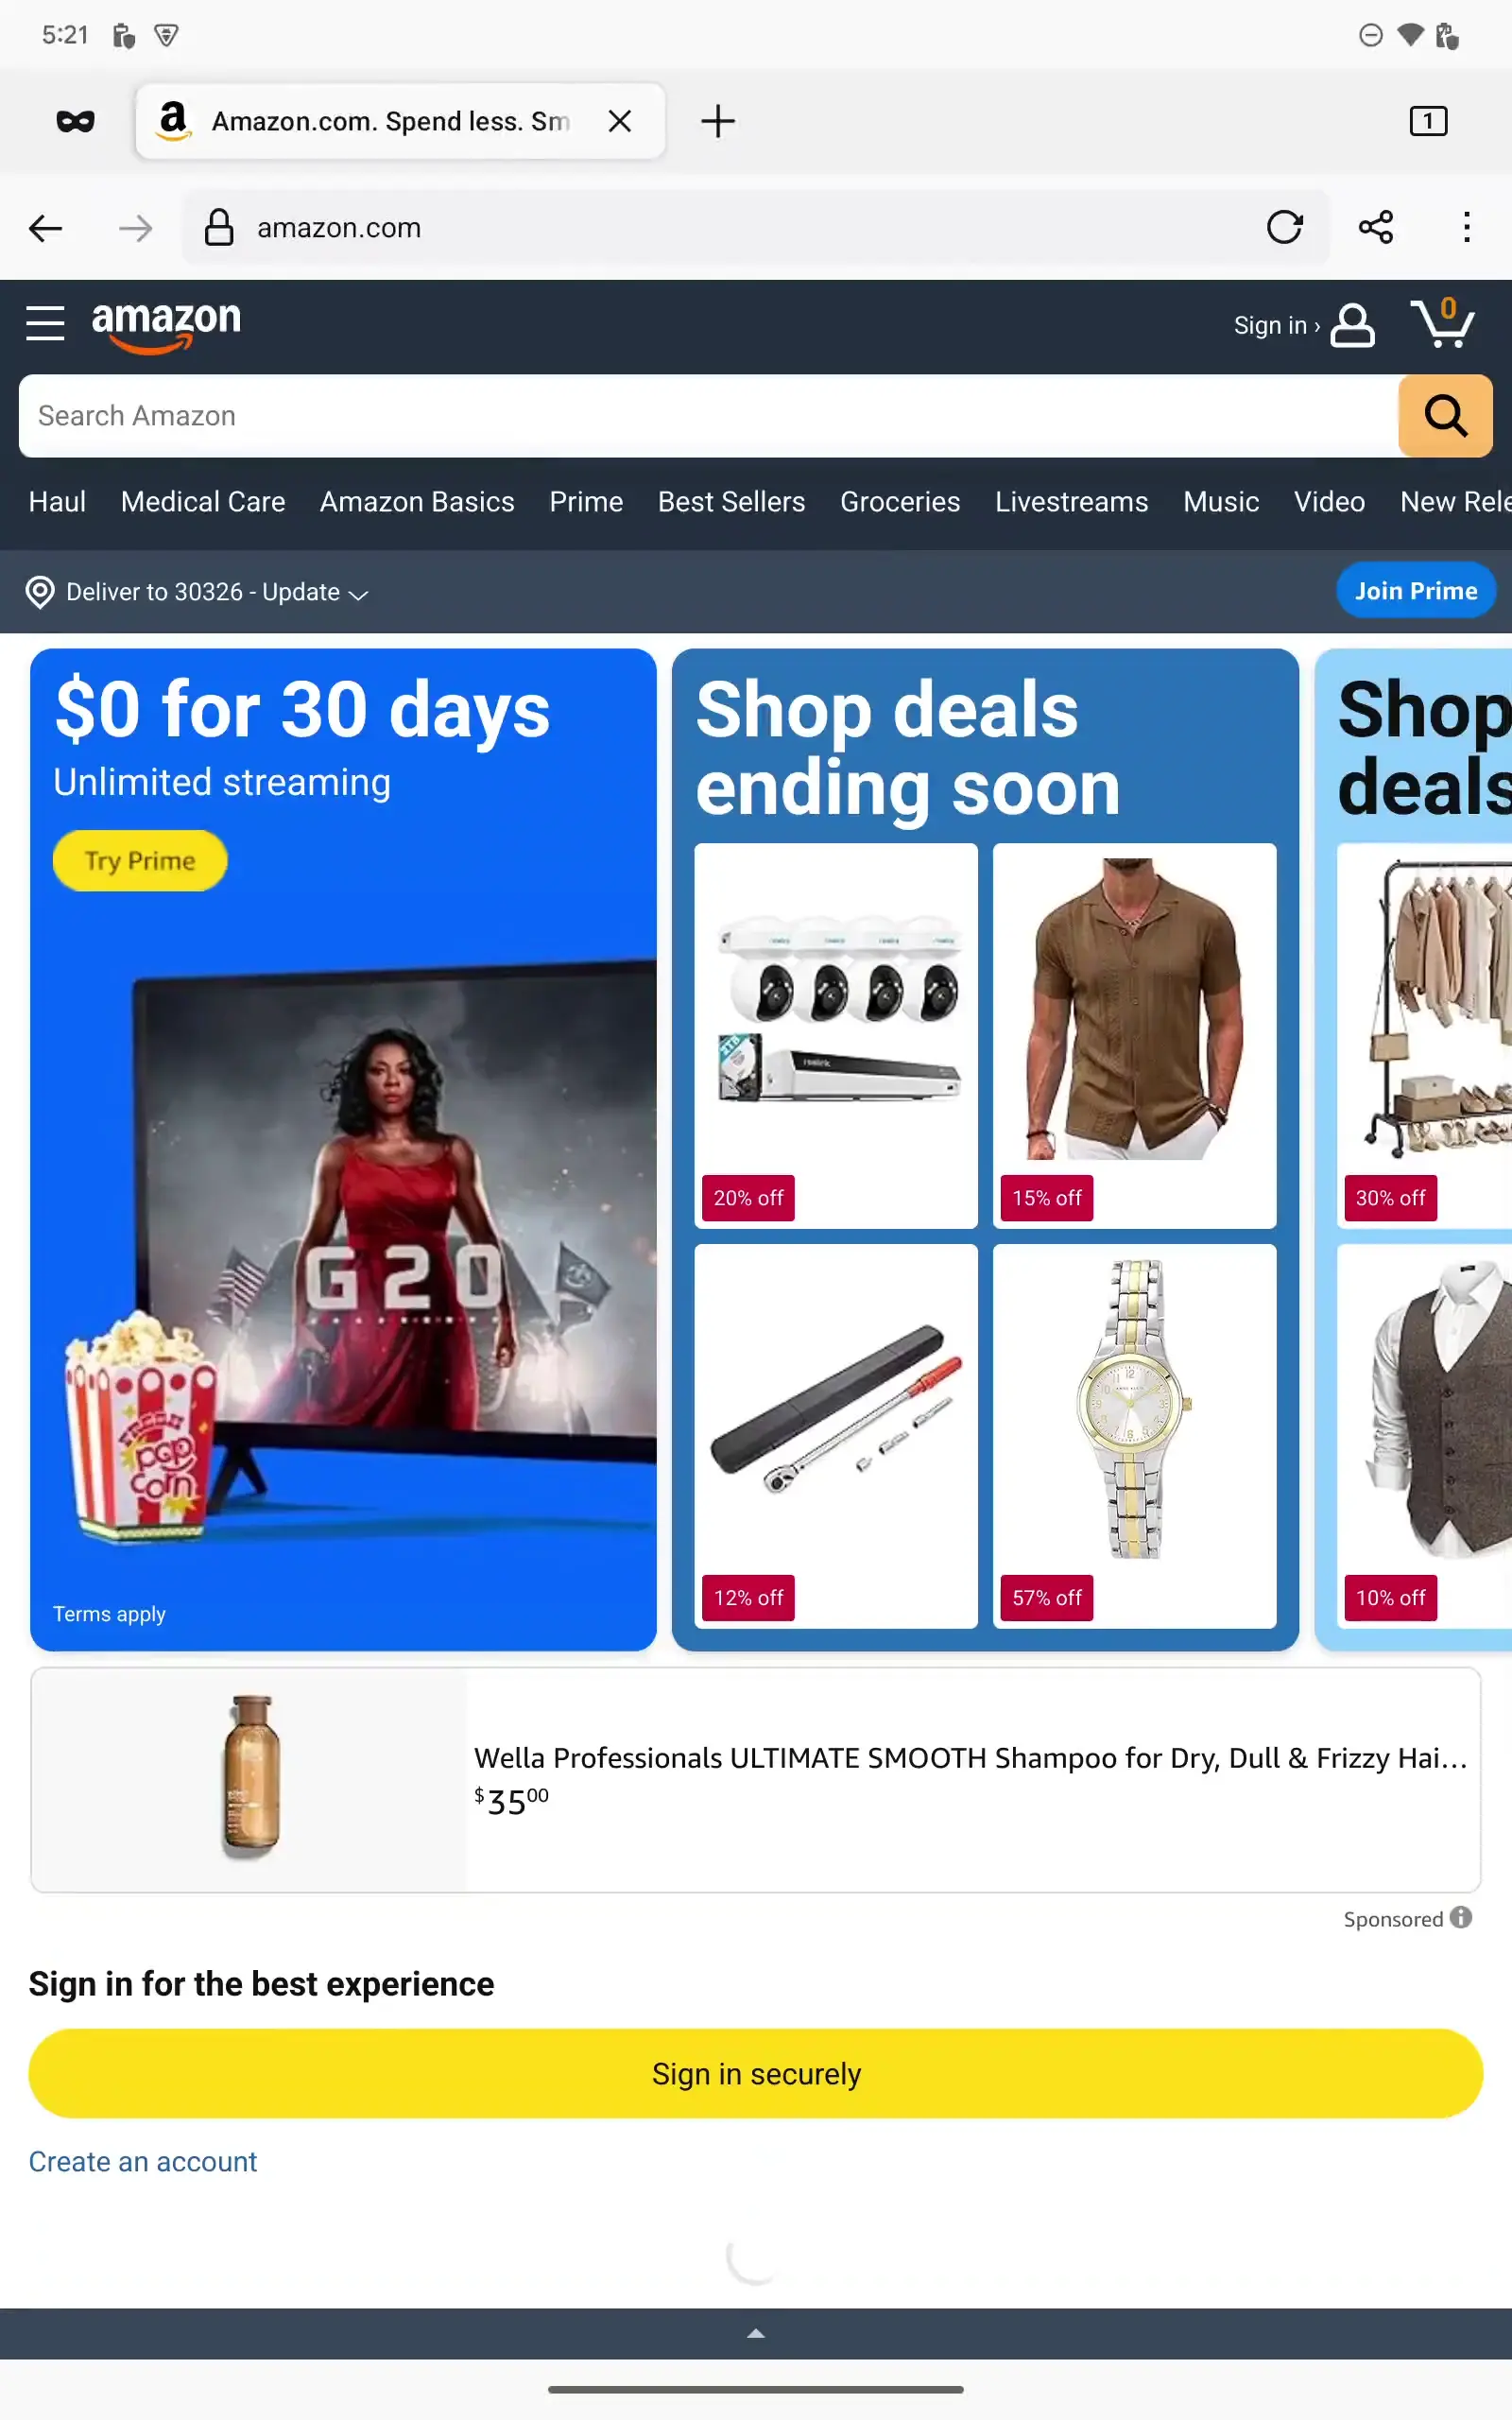 5:21
Amazon.com. Spend less. Sm
1
amazon.com
amazon
Sign in ›
0
Search Amazon
Haul Medical Care Amazon Basics Prime Best Sellers Groceries Livestreams Music Video New Rele
Deliver to 30326 - Update
Join Prime
$0 for 30 days
Unlimited streaming
Try Prime
G20
FRESH
pop
corn
Terms apply
Shop deals
ending soon
reolink
20% off
15% off
12% off
57% off
Shop
deals
30% off
10% off
Wella Professionals ULTIMATE SMOOTH Shampoo for Dry, Dull & Frizzy Hai...
$3500
Sponsored
Sign in for the best experience
Sign in securely
Create an account